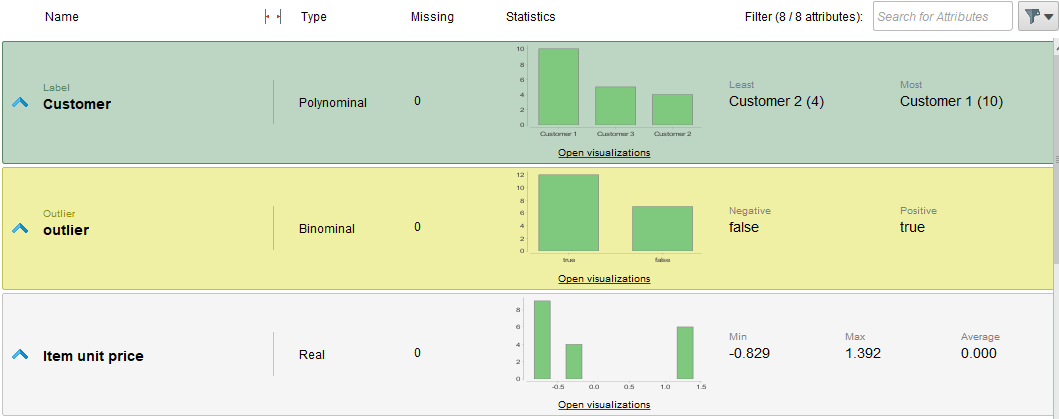 Name Type Missing Statistics Filter (8 / 8 attributes): Search for Attributes
Label
Customer
Polynominal
0
10
8
6
4
2
0
Customer 1 Customer 3 Customer 2
Open visualizations
Least
Customer 2 (4)
Most
Customer 1 (10)
Outlier
outlier
Binominal
0
12
10
8
6
4
2
0
true false
Open visualizations
Negative
false
Positive
true
Item unit price
Real
0
8
6
4
2
0
-0.5 0.0 0.5 1.0 1.5
Open visualizations
Min
-0.829
Max
1.392
Average
0.000